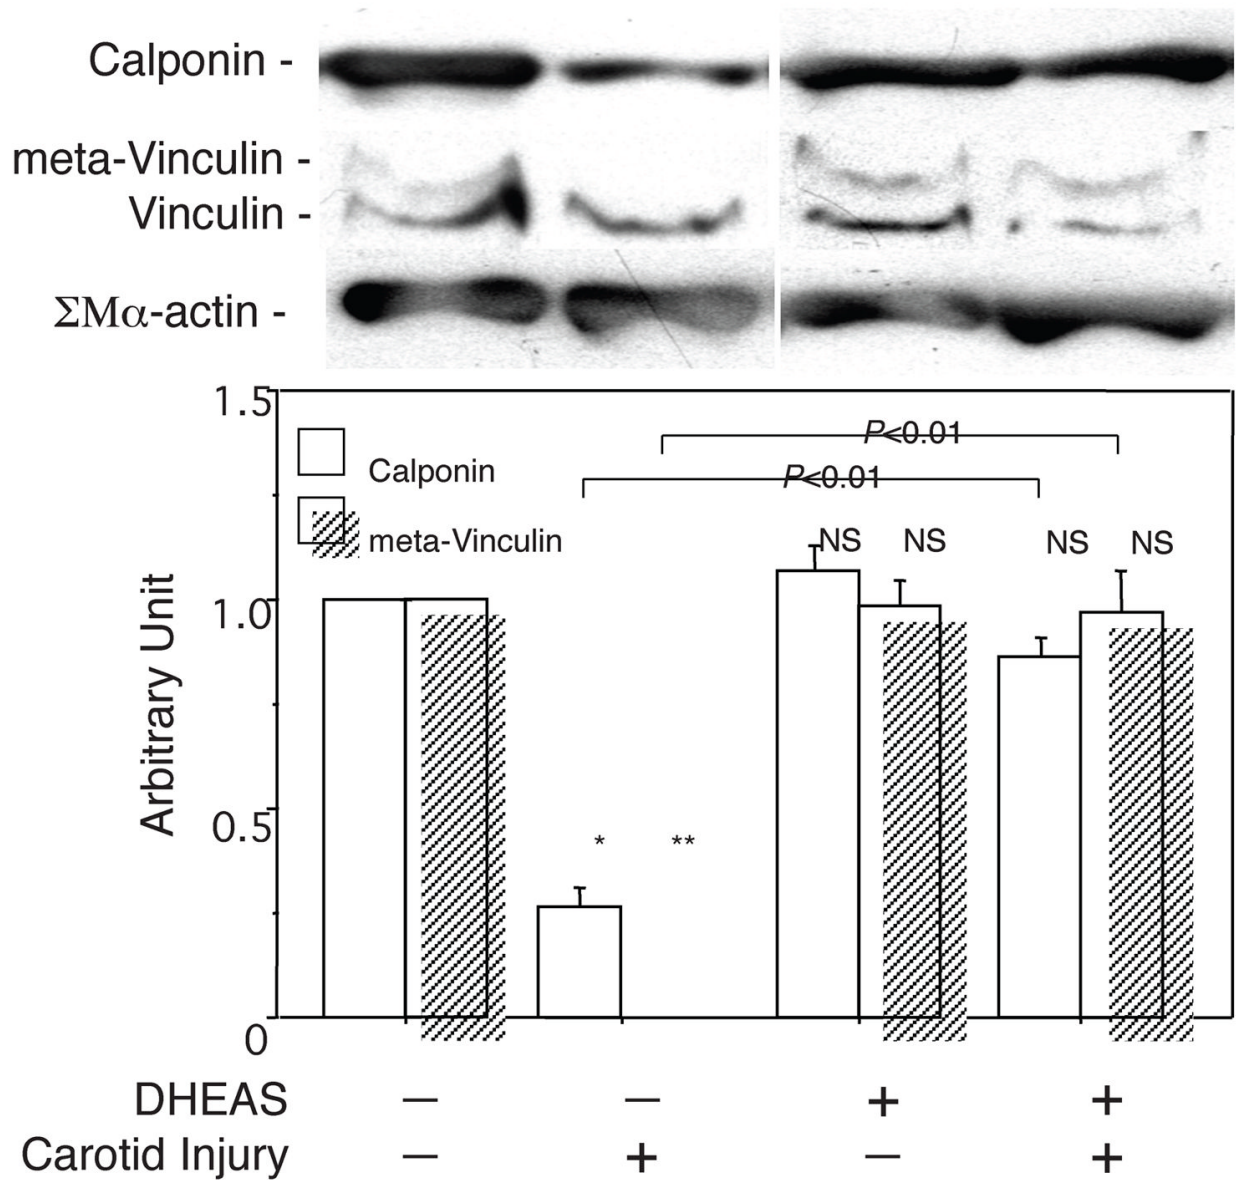 Calponin -
meta-Vinculin -
Vinculin -
ΣΜα-actin -
1.5
P<0.01
Calponin
P<0.01
meta-Vinculin
NS NS NS NS
1.0
Arbitrary Unit
0.5
* **
0
DHEAS — — + +
Carotid Injury — + — +